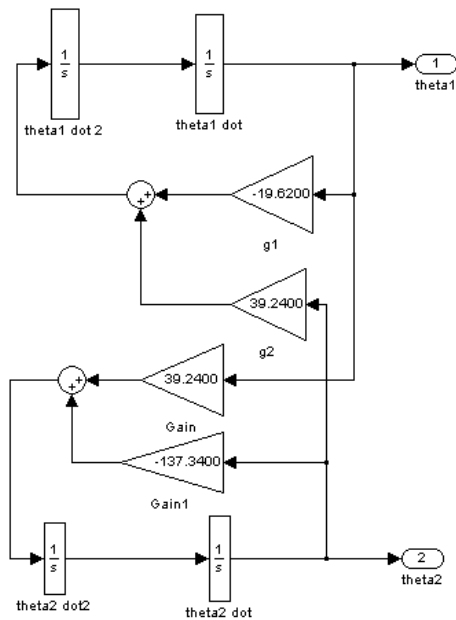 1
s
1
s
1
theta1 dot 2
theta1 dot
theta1
-19.6200
+
+
g1
39.2400
g2
39.2400
+
+
Gain
-137.3400
Gain1
1
s
1
s
2
theta2 dot2
theta2 dot
theta2